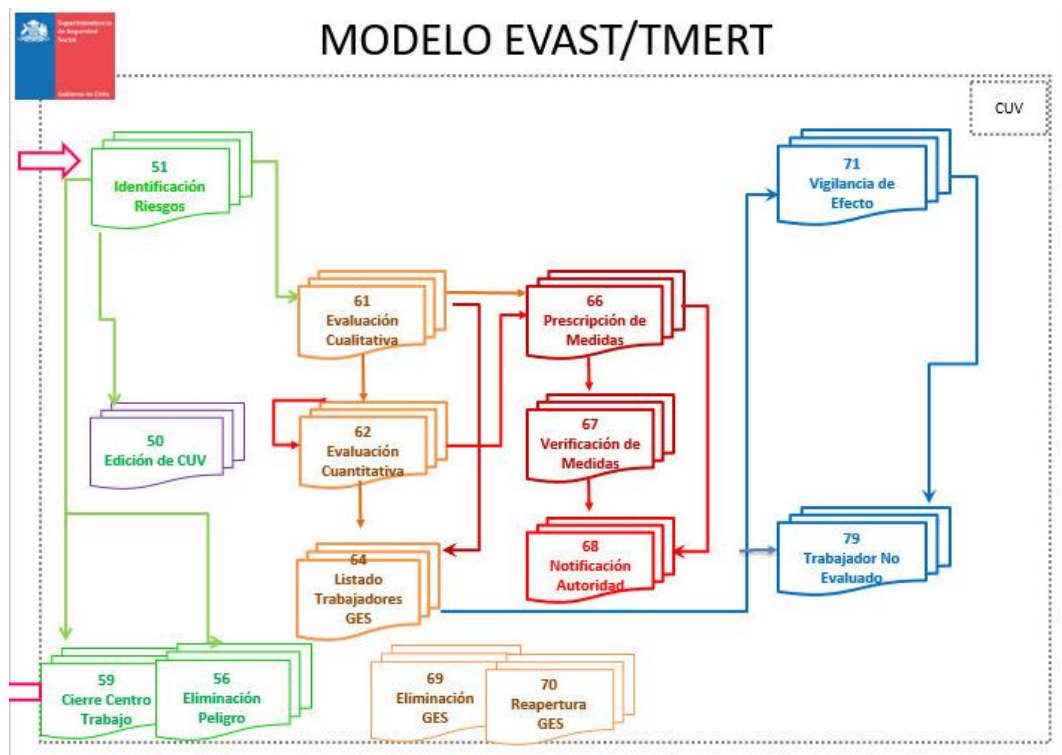 Superintendencia
de Seguridad
Social
Gobierno de Chile
MODELO EVAST/TMERT
CUV
51
Identificación
Riesgos
71
Vigilancia de
Efecto
61
Evaluación
Cualitativa
66
Prescripción de
Medidas
50
Edición de CUV
62
Evaluación
Cuantitativa
67
Verificación de
Medidas
64
Listado
Trabajadores
GES
68
Notificación
Autoridad
79
Trabajador No
Evaluado
59
Cierre Centro
Trabajo
56
Eliminación
Peligro
69
Eliminación
GES
70
Reapertura
GES